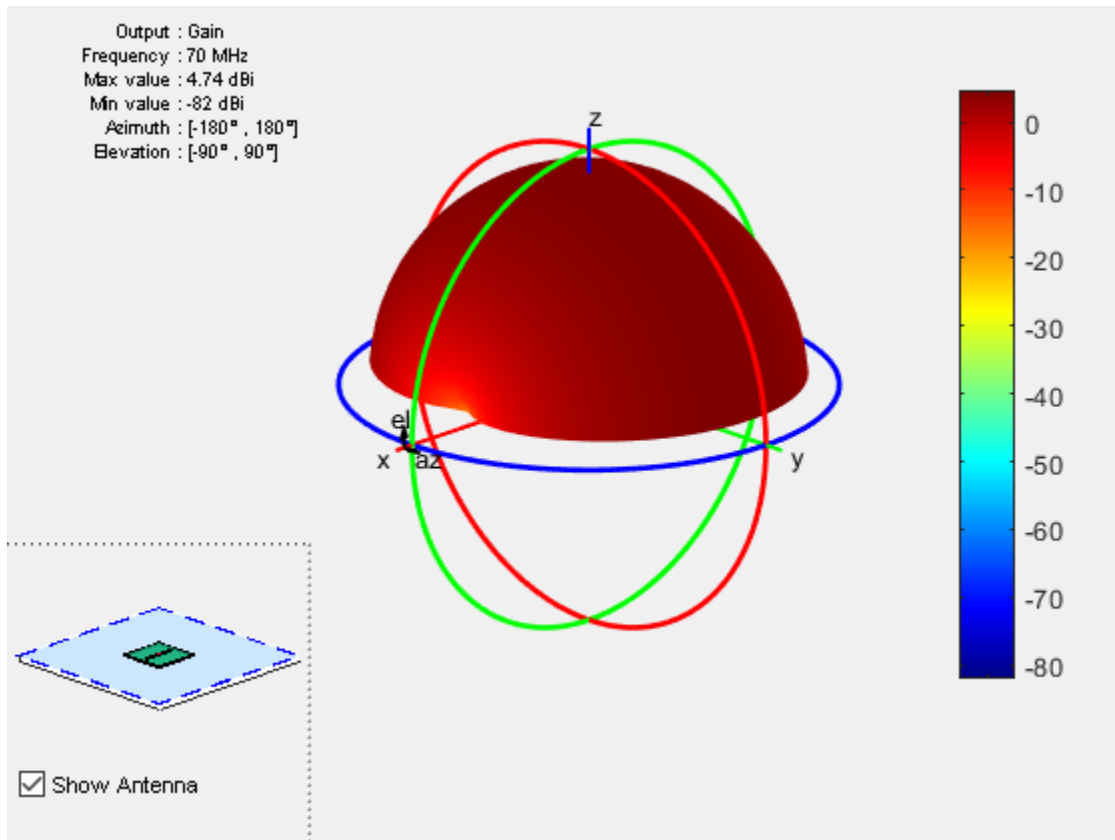 Output : Gain
Frequency : 70 MHz
Max value : 4.74 dBi
Min value : -82 dBi
Azimuth : [-180° , 180°]
Elevation : [-90° , 90°]
z
0
-10
-20
-30
-40
-50
-60
-70
-80
el
x
az
y
Show Antenna